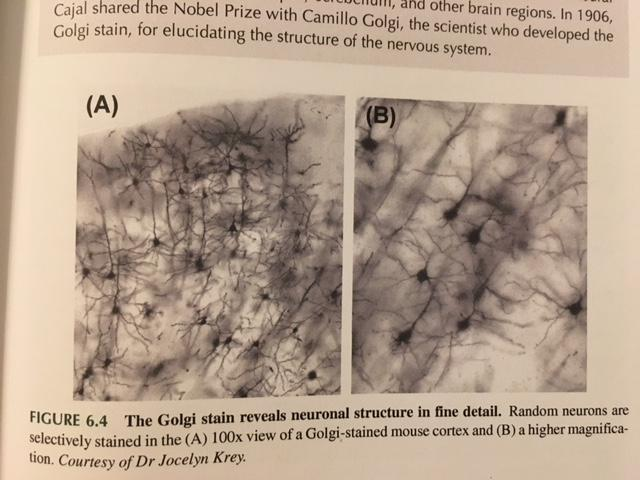 and other brain regions. In 1906,
Cajal shared the Nobel Prize with Camillo Golgi, the scientist who developed the
Golgi stain, for elucidating the structure of the nervous system.
(A)
(B)
FIGURE 6.4 The Golgi stain reveals neuronal structure in fine detail. Random neurons are
selectively stained in the (A) 100x view of a Golgi-stained mouse cortex and (B) a higher magnifica-
tion. Courtesy of Dr Jocelyn Krey.